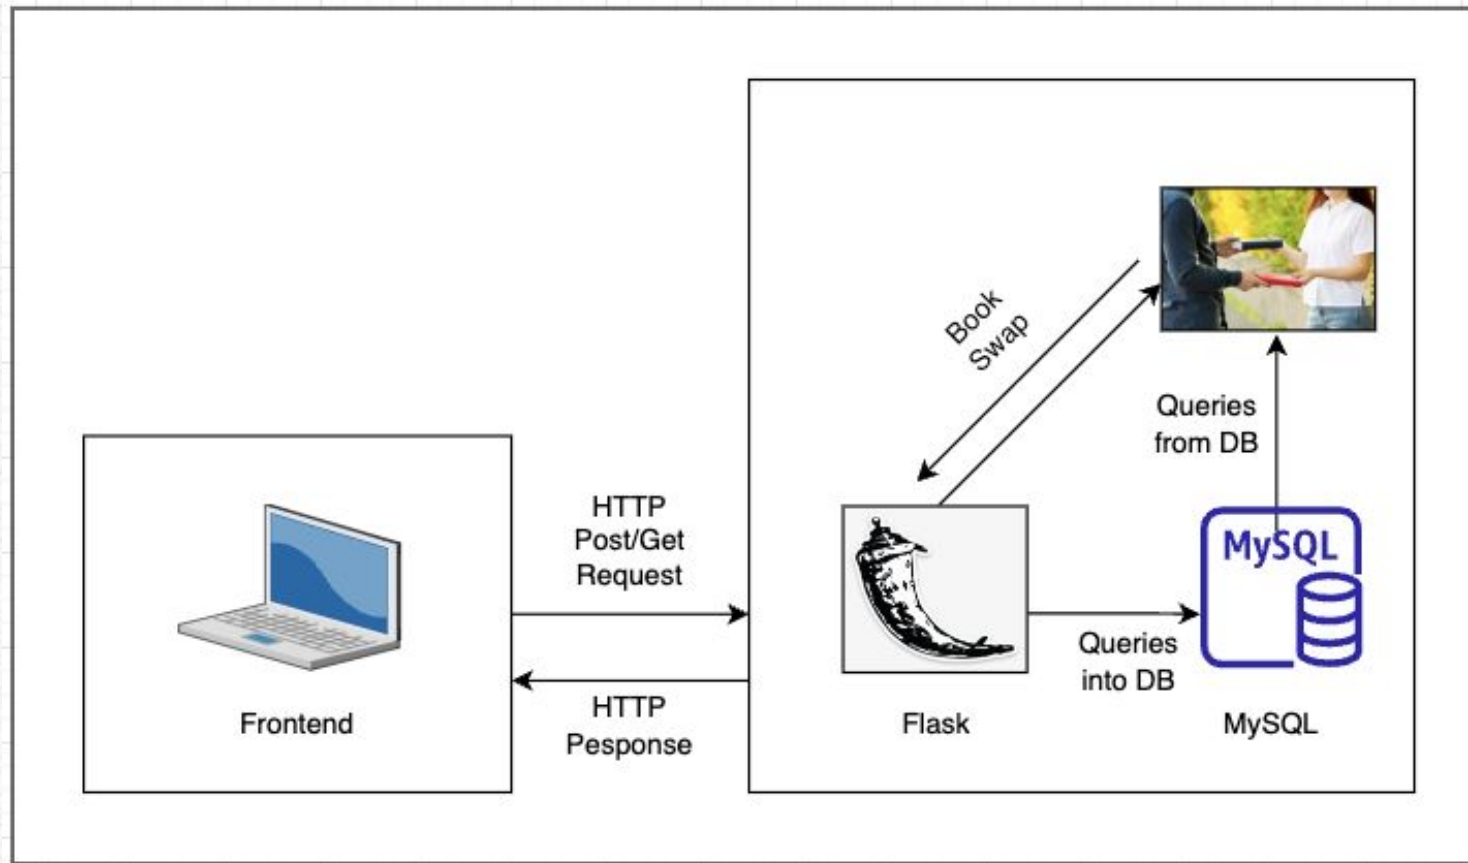 Book
Swap
Queries
from DB
HTTP
Post/Get
Request
MySQL
Queries
into DB
HTTP
Pesponse
Frontend
Flask
MySQL